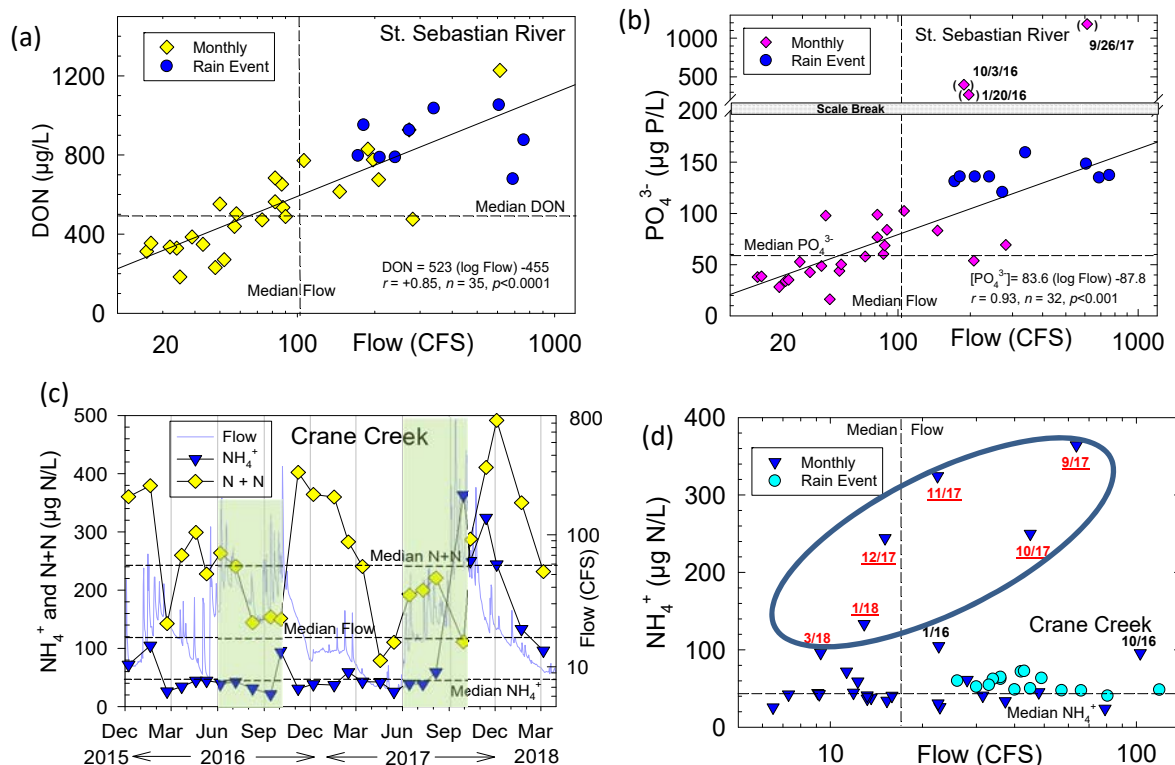 (a)
St. Sebastian River
Monthly
Rain Event
DON (µg/L)
1200
800
400
0
Median DON
Median Flow
DON = 523 (log Flow) -455
r = +0.85, n = 35, p<0.0001
20
100
1000
Flow (CFS)
(b)
St. Sebastian River
Monthly
Rain Event
PO₄³⁻ (µg P/L)
1000
500
200
150
100
50
0
9/26/17
10/3/16
1/20/16
Scale Break
Median PO₄³⁻
Median Flow
[PO₄³⁻]= 83.6 (log Flow) -87.8
r = 0.93, n = 32, p<0.001
20
100
1000
Flow (CFS)
(c)
Crane Creek
Flow
NH₄⁺
N + N
NH₄⁺ and N+N (µg N/L)
500
400
300
200
100
0
800
100
10
Flow (CFS)
Median N+N
Median Flow
Median NH₄⁺
Dec Mar Jun Sep Dec Mar Jun Sep Dec Mar
2015 2016 2017 2018
(d)
Median Flow
Monthly
Rain Event
NH₄⁺ (µg N/L)
400
300
200
100
0
9/17
11/17
10/17
12/17
1/18
3/18
1/16
Crane Creek
10/16
Median NH₄⁺
10
100
Flow (CFS)